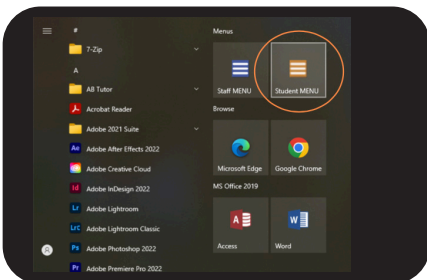 #
7-Zip
A
AB Tutor
Acrobat Reader
Adobe 2021 Suite
Ae Adobe After Effects 2022
Adobe Creative Cloud
Id Adobe InDesign 2022
Lr Adobe Lightroom
LrC Adobe Lightroom Classic
Ps Adobe Photoshop 2022
Pr Adobe Premiere Pro 2022
Menus
Staff MENU
Student MENU
Browse
Microsoft Edge
Google Chrome
MS Office 2019
A
W
Access
Word